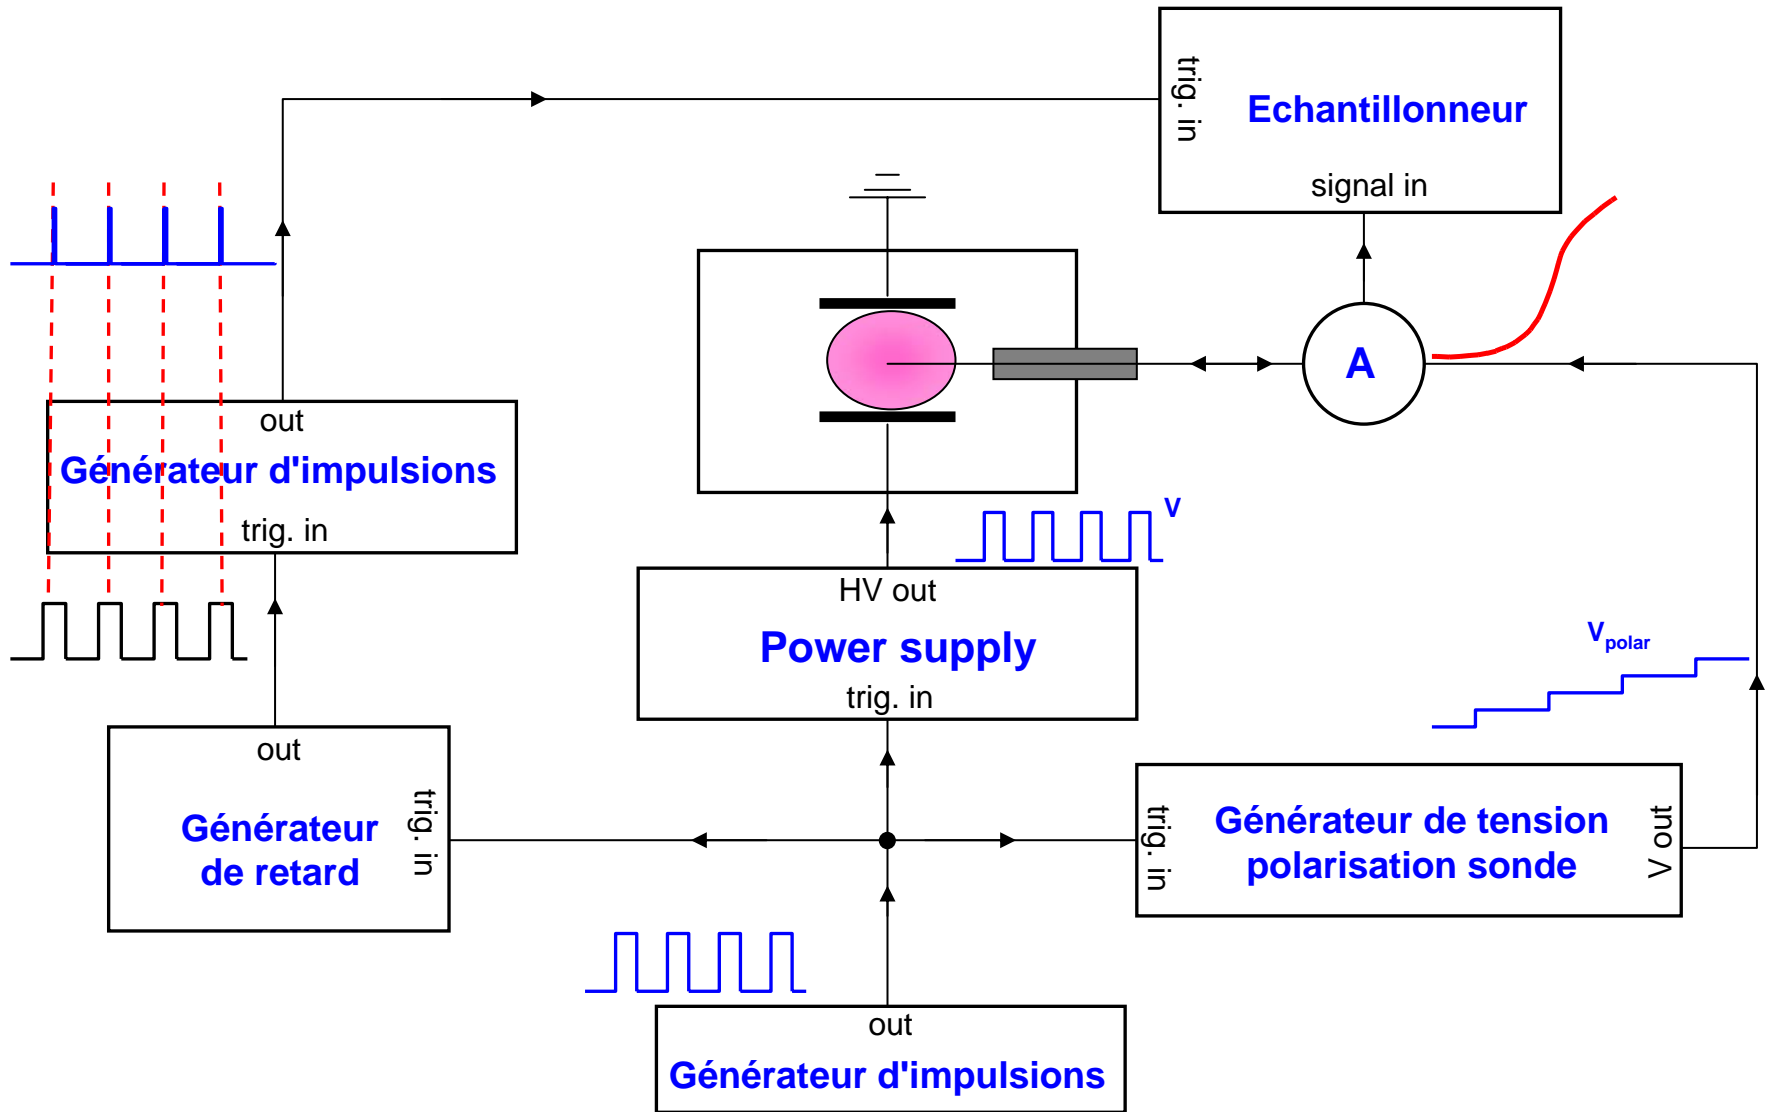 trig. in
Echantillonneur
signal in
A
out
Générateur d'impulsions
trig. in
V
HV out
Power supply
trig. in
V polar
out
Générateur
de retard
trig. in
trig. in
Générateur de tension
polarisation sonde
V out
out
Générateur d'impulsions